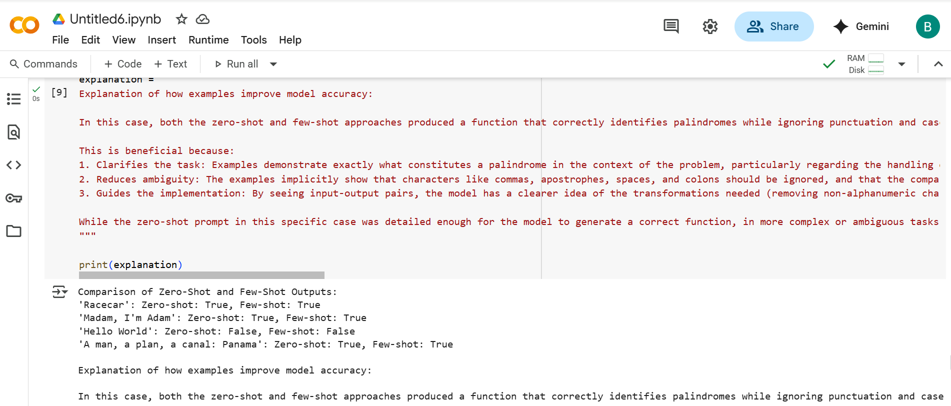 Untitled6.ipynb
File Edit View Insert Runtime Tools Help
Share
Gemini
B
Commands + Code + Text Run all
RAM
Disk
explanation =
[9] Explanation of how examples improve model accuracy:
0s
In this case, both the zero-shot and few-shot approaches produced a function that correctly identifies palindromes while ignoring punctuation and cas
This is beneficial because:
1. Clarifies the task: Examples demonstrate exactly what constitutes a palindrome in the context of the problem, particularly regarding the handling
2. Reduces ambiguity: The examples implicitly show that characters like commas, apostrophes, spaces, and colons should be ignored, and that the compa
3. Guides the implementation: By seeing input-output pairs, the model has a clearer idea of the transformations needed (removing non-alphanumeric cha
While the zero-shot prompt in this specific case was detailed enough for the model to generate a correct function, in more complex or ambiguous tasks
"""
print(explanation)
Comparison of Zero-Shot and Few-Shot Outputs:
'Racecar': Zero-shot: True, Few-shot: True
'Madam, I'm Adam': Zero-shot: True, Few-shot: True
'Hello World': Zero-shot: False, Few-shot: False
'A man, a plan, a canal: Panama': Zero-shot: True, Few-shot: True
Explanation of how examples improve model accuracy:
In this case, both the zero-shot and few-shot approaches produced a function that correctly identifies palindromes while ignoring punctuation and case